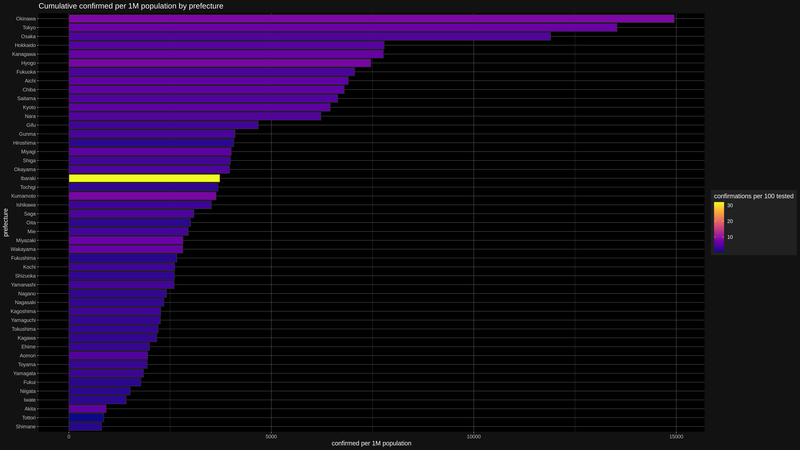 Cumulative confirmed per 1M population by prefecture
prefecture
Okinawa
Tokyo
Osaka
Hokkaido
Kanagawa
Hyogo
Fukuoka
Aichi
Chiba
Saitama
Kyoto
Nara
Gifu
Gunma
Hiroshima
Miyagi
Shiga
Okayama
Ibaraki
Tochigi
Kumamoto
Ishikawa
Saga
Oita
Mie
Miyazaki
Wakayama
Fukushima
Kochi
Shizuoka
Yamanashi
Nagano
Nagasaki
Kagoshima
Yamaguchi
Tokushima
Kagawa
Ehime
Aomori
Toyama
Yamagata
Fukui
Niigata
Iwate
Akita
Tottori
Shimane
0 5000 10000 15000
confirmed per 1M population
confirmations per 100 tested
30
20
10